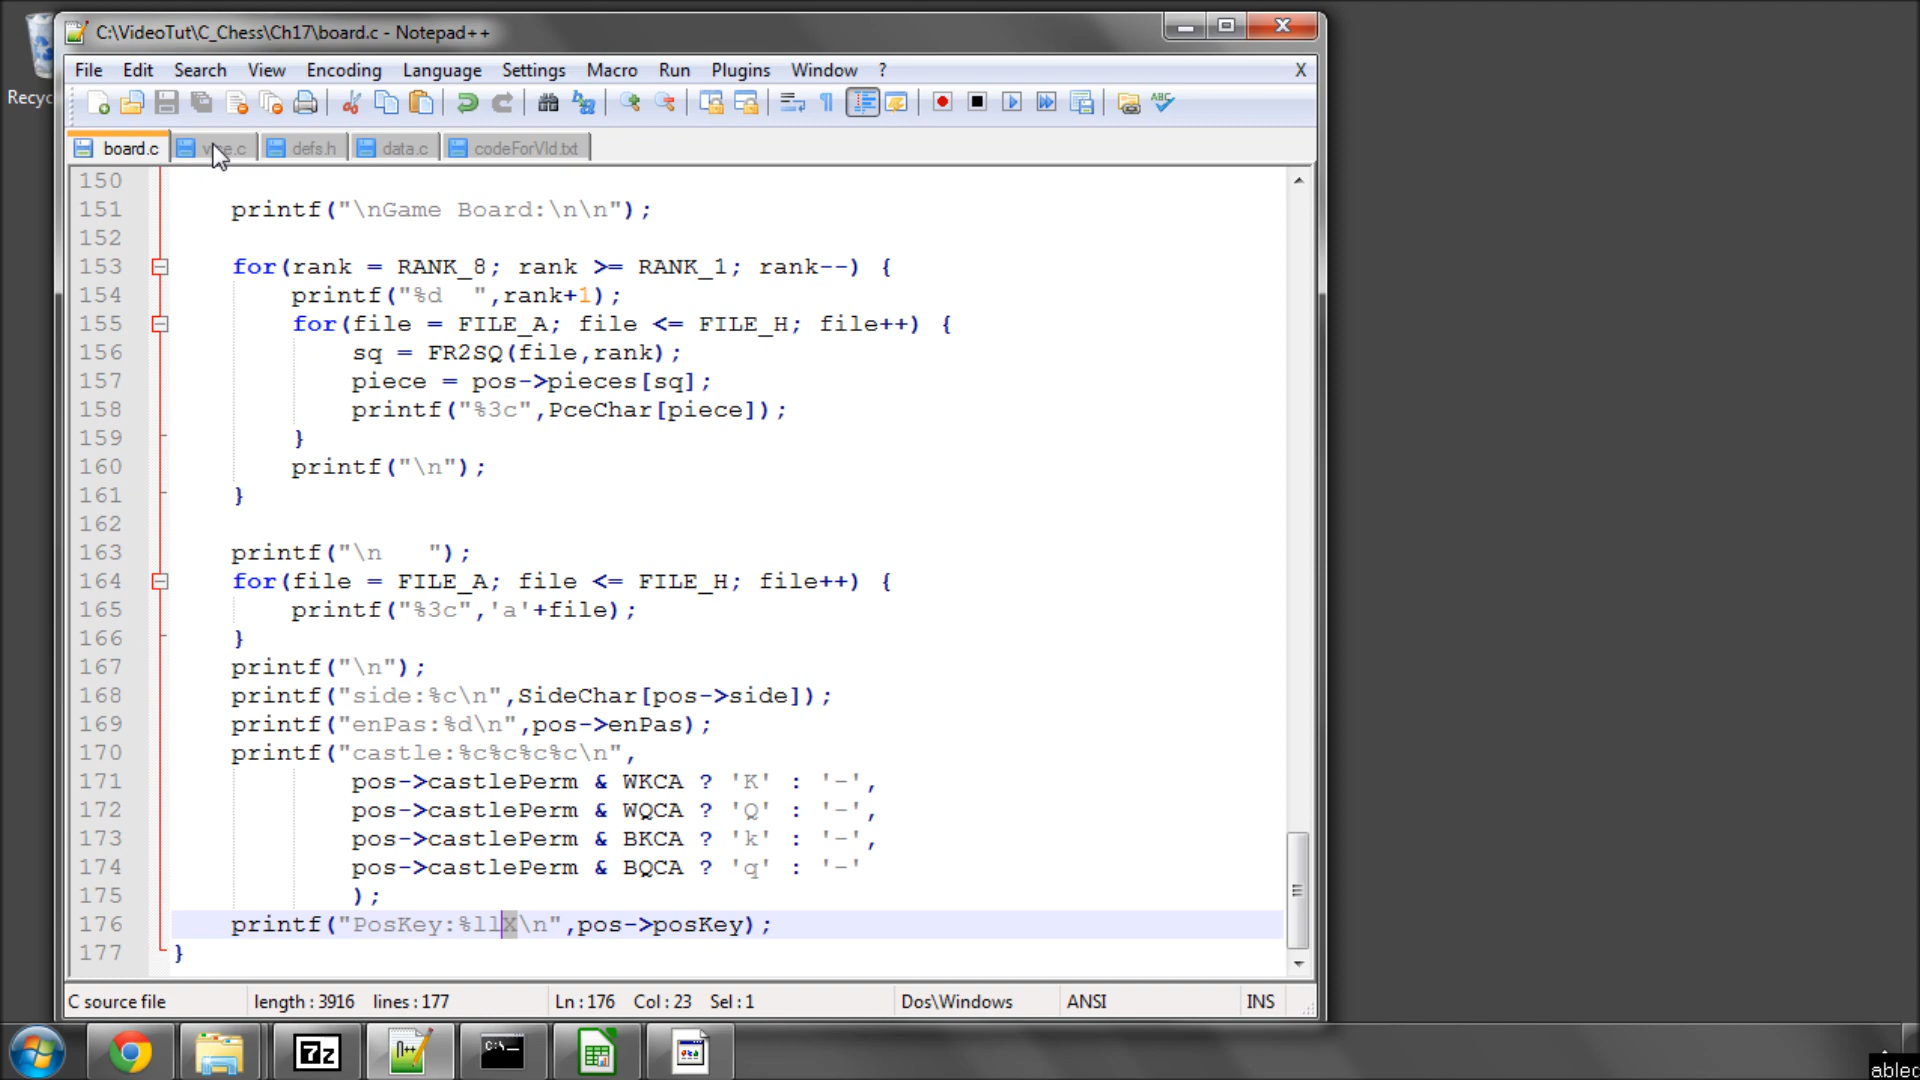 Recyc
C:\VideoTut\C_Chess\Ch17\board.c - Notepad++
File Edit Search View Encoding Language Settings Macro Run Plugins Window ? X
ABC
board.c vice.c defs.h data.c codeForVId.txt
150
151 printf("\nGame Board:\n\n");
152
153 for(rank = RANK_8; rank >= RANK_1; rank--) {
154 printf("%d  ",rank+1);
155 for(file = FILE_A; file <= FILE_H; file++) {
156 sq = FR2SQ(file,rank);
157 piece = pos->pieces[sq];
158 printf("%3c",PceChar[piece]);
159 }
160 printf("\n");
161 }
162
163 printf("\n   ");
164 for(file = FILE_A; file <= FILE_H; file++) {
165 printf("%3c",'a'+file);
166 }
167 printf("\n");
168 printf("side:%c\n",SideChar[pos->side]);
169 printf("enPas:%d\n",pos->enPas);
170 printf("castle:%c%c%c%c\n",
171 pos->castlePerm & WKCA ? 'K' : '-',
172 pos->castlePerm & WQCA ? 'Q' : '-',
173 pos->castlePerm & BKCA ? 'k' : '-',
174 pos->castlePerm & BQCA ? 'q' : '-'
175 );
176 printf("PosKey:%llX\n",pos->posKey);
177 }
C source file length : 3916 lines : 177 Ln : 176 Col : 23 Sel : 1 Dos\Windows ANSI INS
7z C:\_
ablec